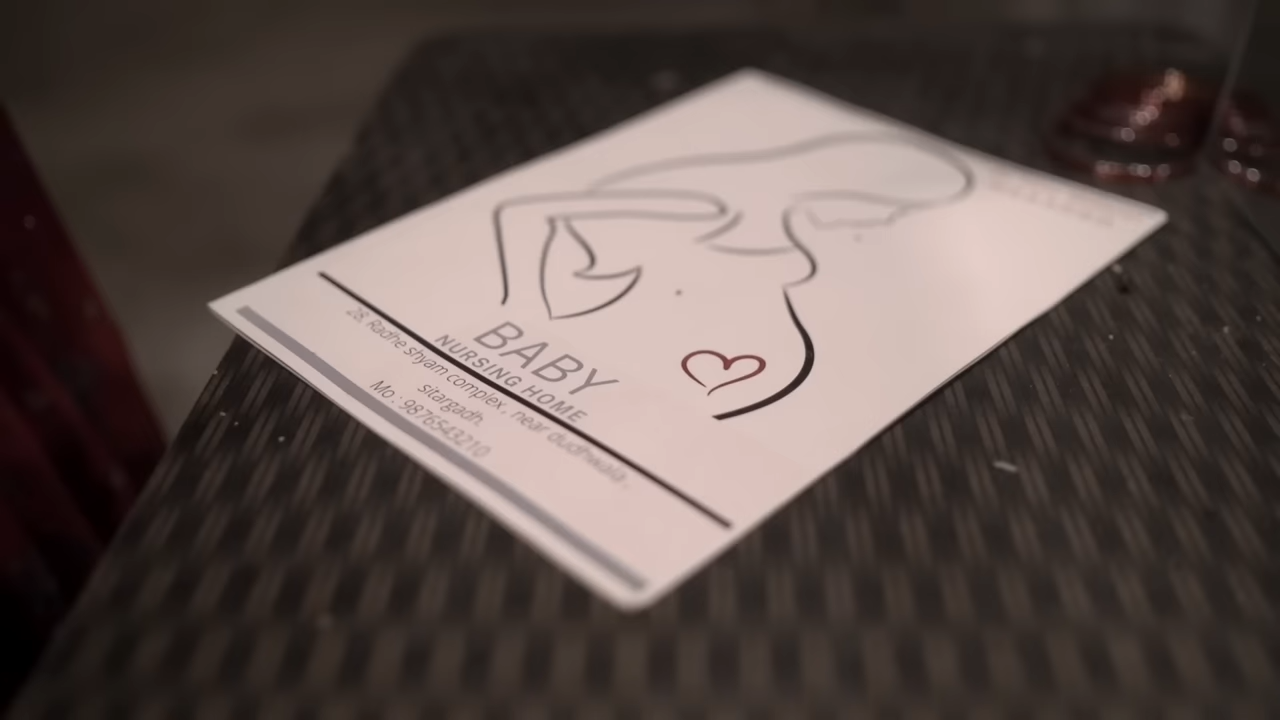 BABY
NURSING HOME
28, Radhe shyam complex, near dudhwala.
sitargadh.
Mo : 9876543210